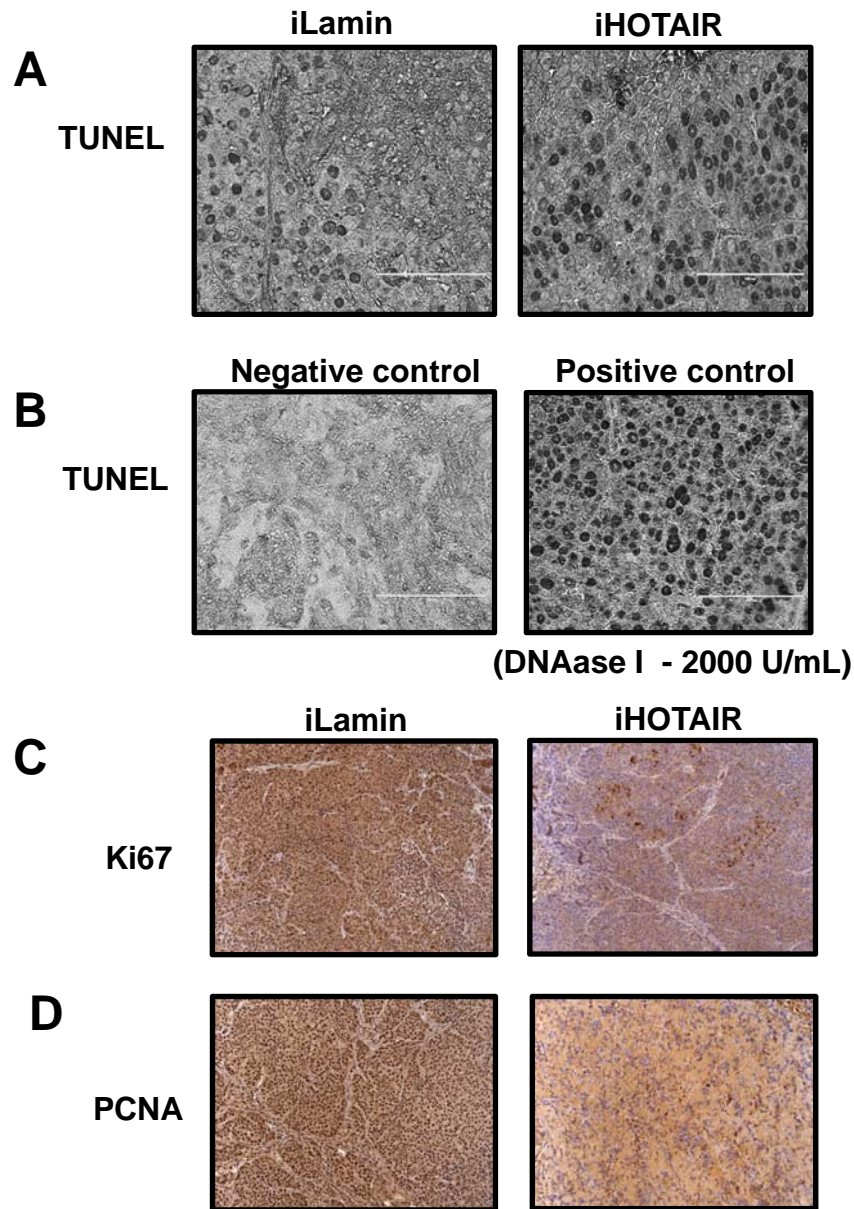 iLamin iHOTAIR
A
TUNEL
Negative control Positive control
B
TUNEL
(DNAase I - 2000 U/mL)
iLamin iHOTAIR
C
Ki67
D
PCNA